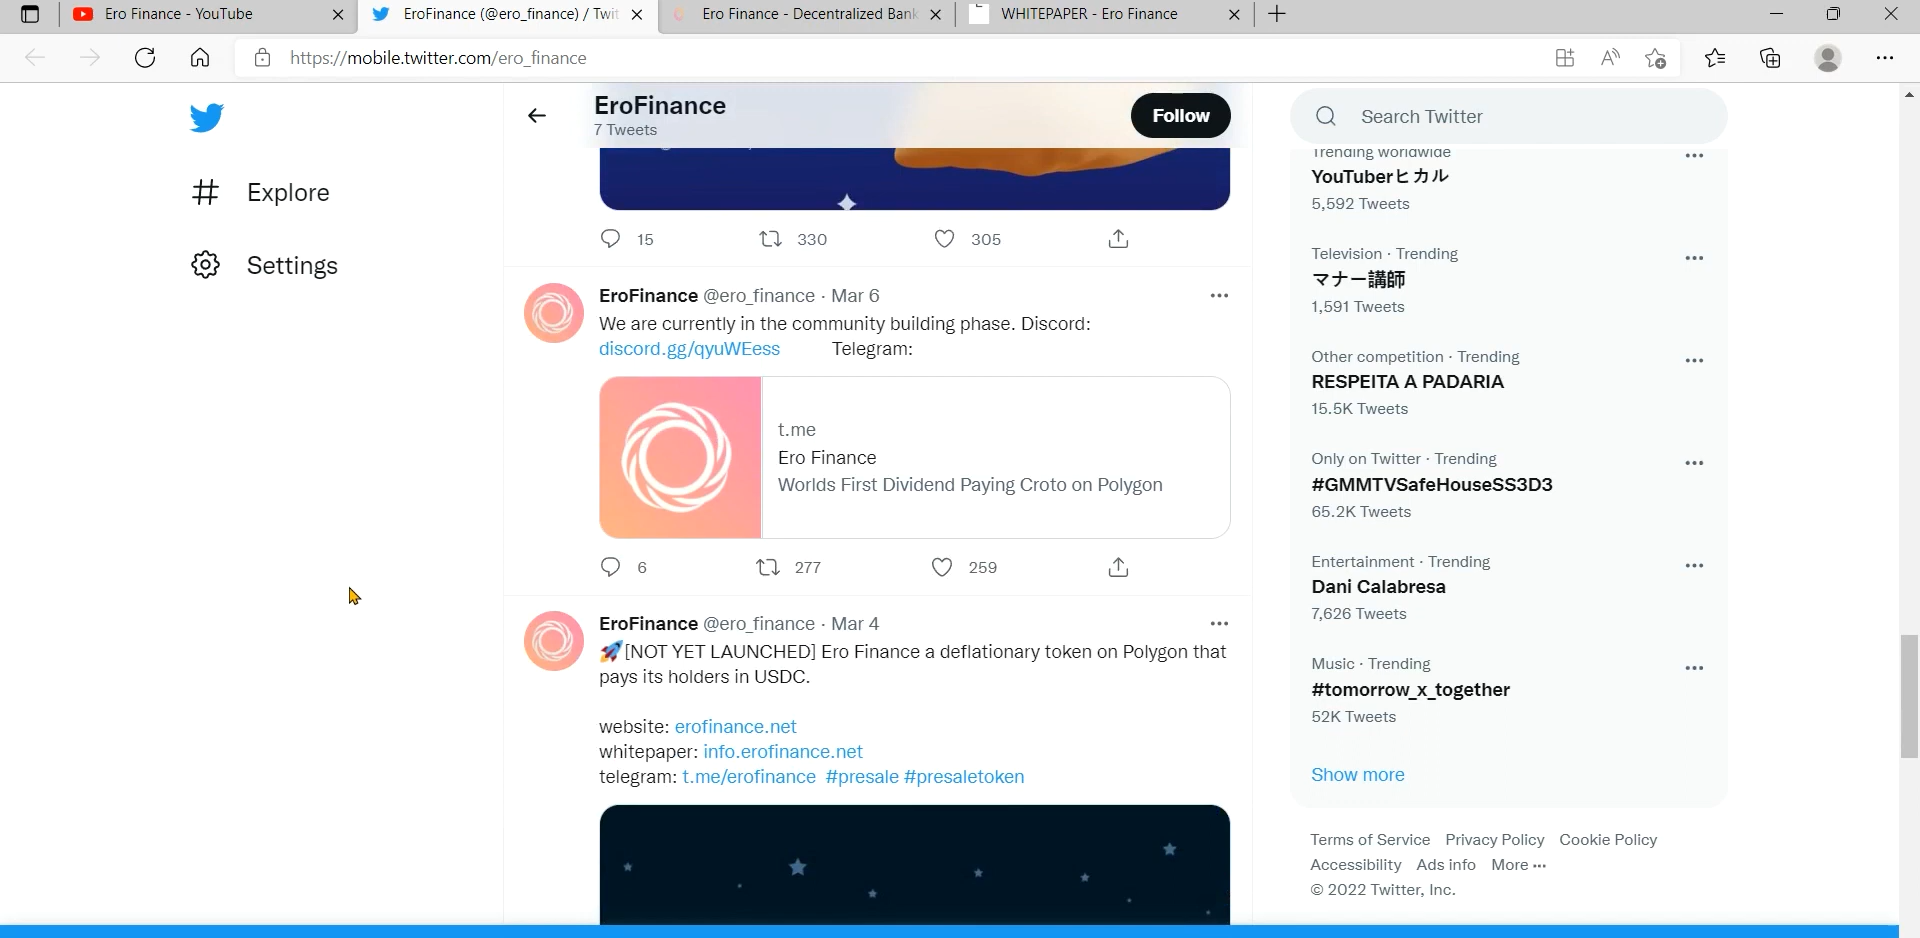 Ero Finance - YouTube
EroFinance (@ero_finance) / Twit
Ero Finance - Decentralized Bank
WHITEPAPER - Ero Finance
https://mobile.twitter.com/ero_finance
Explore
Settings
EroFinance
7 Tweets
Follow
15 330 305
EroFinance @ero_finance · Mar 6
We are currently in the community building phase. Discord:
discord.gg/qyuWEess Telegram:
t.me
Ero Finance
Worlds First Dividend Paying Croto on Polygon
6 277 259
EroFinance @ero_finance · Mar 4
🚀[NOT YET LAUNCHED] Ero Finance a deflationary token on Polygon that
pays its holders in USDC.
website: erofinance.net
whitepaper: info.erofinance.net
telegram: t.me/erofinance #presale #presaletoken
Search Twitter
Trending worldwide
YouTuberヒカル
5,592 Tweets
Television · Trending
マナー講師
1,591 Tweets
Other competition · Trending
RESPEITA A PADARIA
15.5K Tweets
Only on Twitter · Trending
#GMMTVSafeHouseSS3D3
65.2K Tweets
Entertainment · Trending
Dani Calabresa
7,626 Tweets
Music · Trending
#tomorrow_x_together
52K Tweets
Show more
Terms of Service Privacy Policy Cookie Policy
Accessibility Ads info More ···
© 2022 Twitter, Inc.